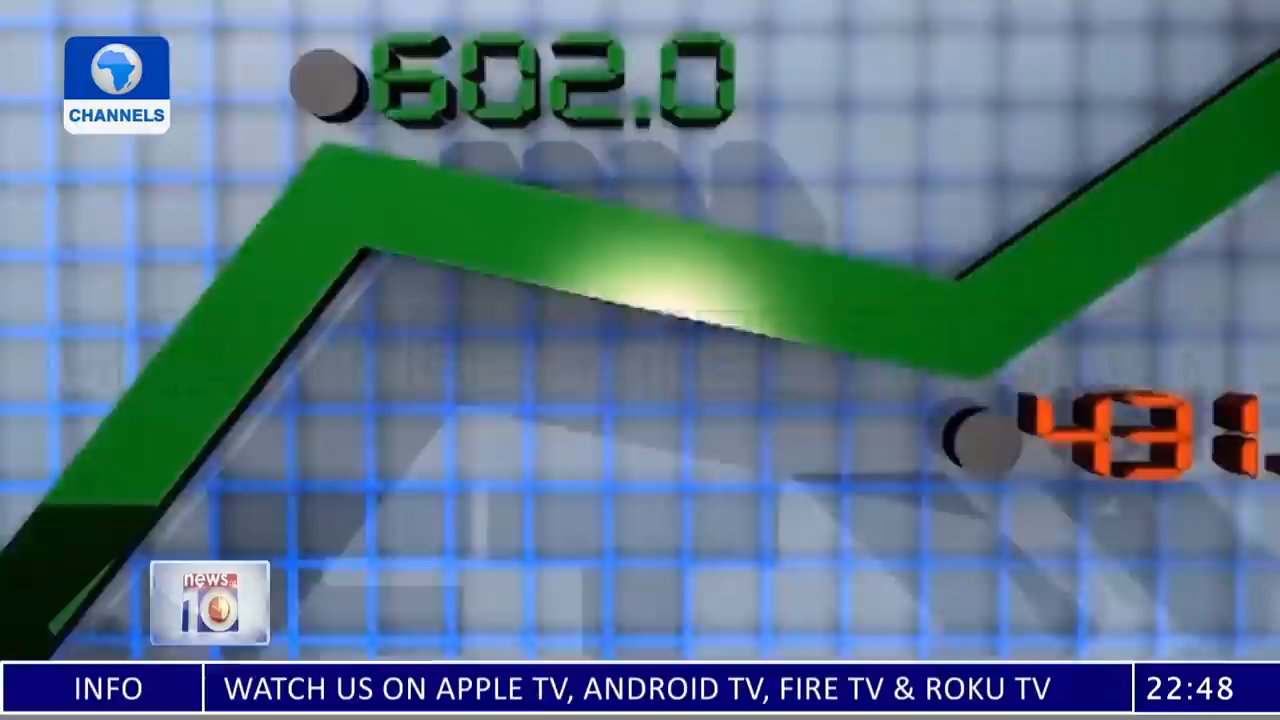 CHANNELS
602.0
431.
news
10
INFO
WATCH US ON APPLE TV, ANDROID TV, FIRE TV & ROKU TV
22:48